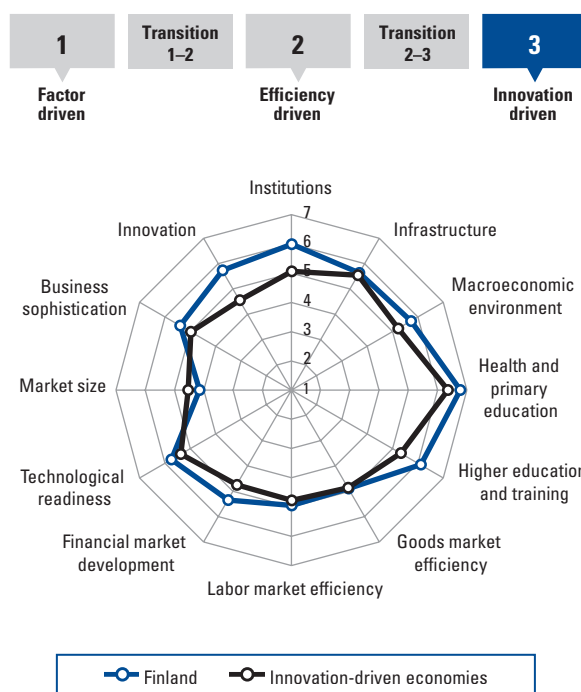 1
Transition
1–2
2
Transition
2–3
3
Factor
driven
Efficiency
driven
Innovation
driven
Institutions
7
Innovation
Infrastructure
6
5
Business
sophistication
Macroeconomic
environment
4
3
2
Market size
1
Health and
primary
education
Technological
readiness
Higher education
and training
Financial market
development
Goods market
efficiency
Labor market efficiency
Finland
Innovation-driven economies